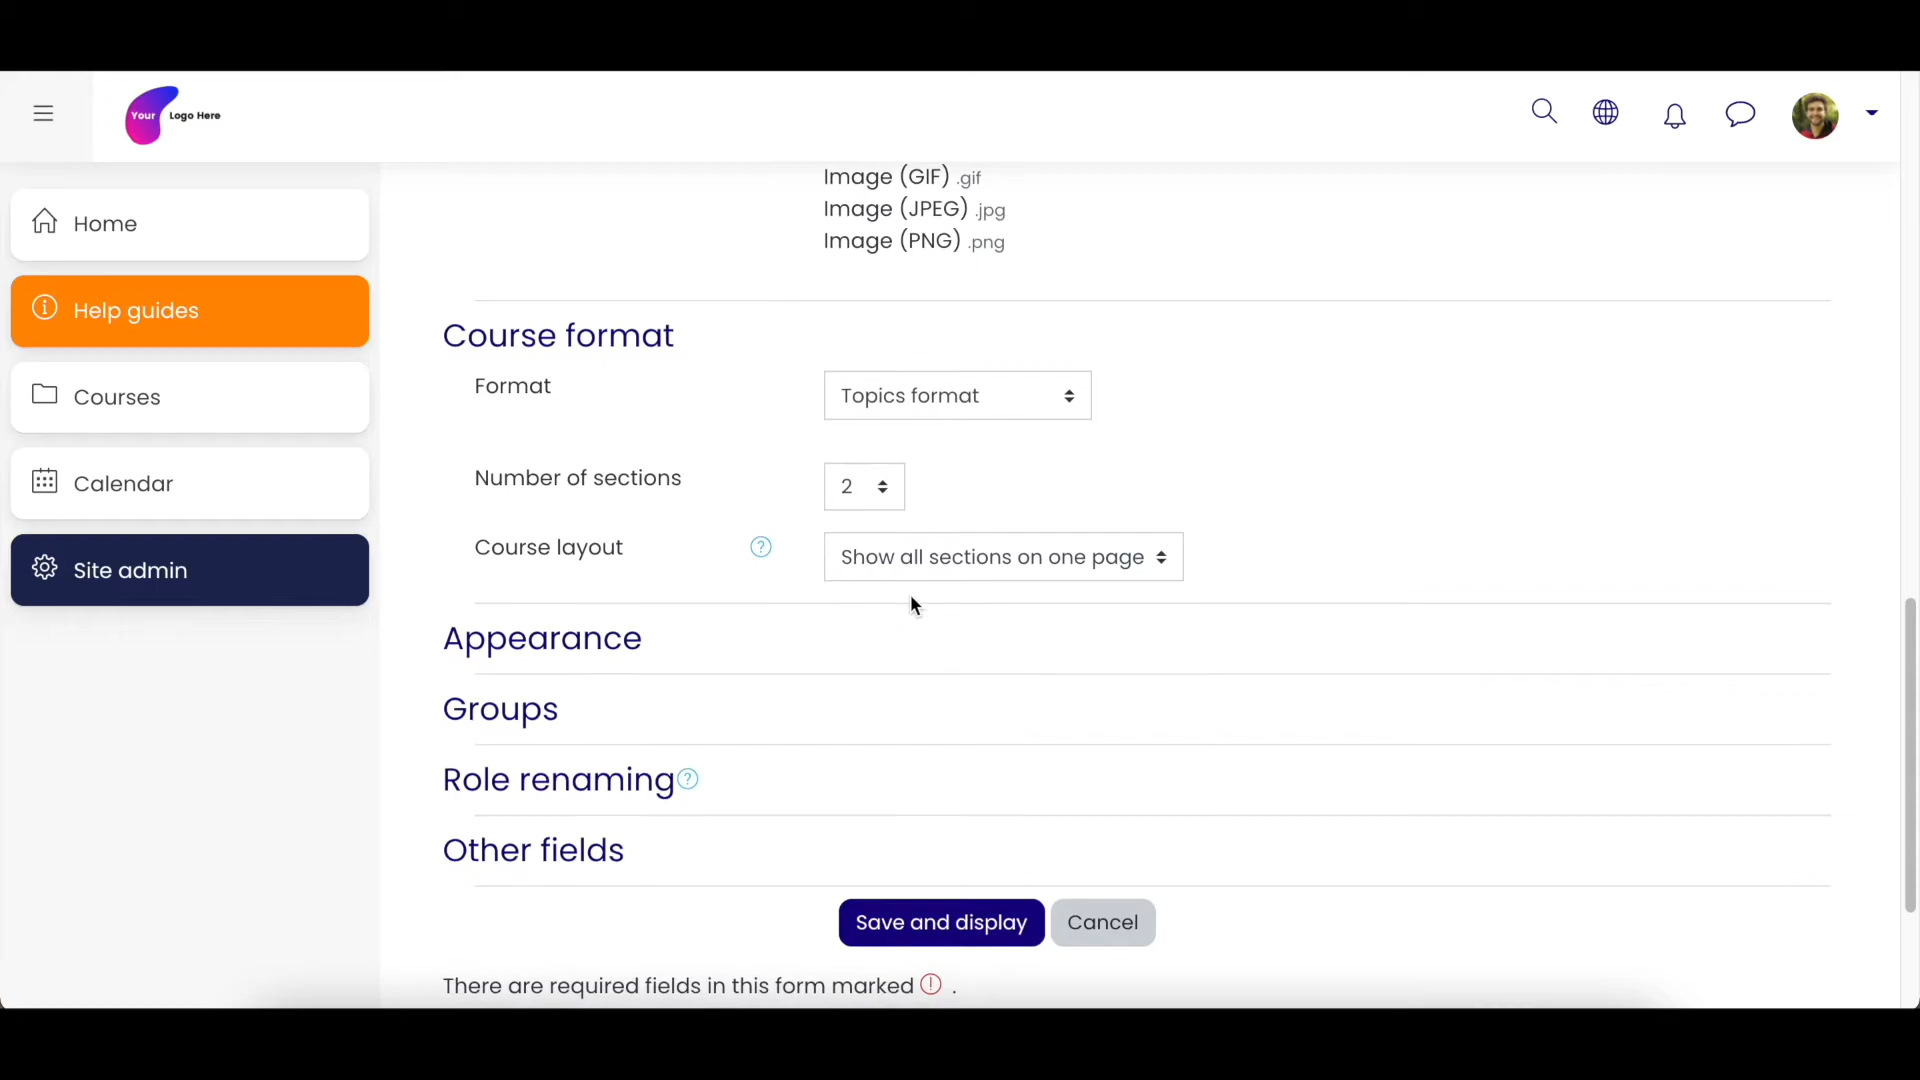 Your Logo Here
Home
Help guides
Courses
Calendar
Site admin
Image (GIF) .gif
Image (JPEG) .jpg
Image (PNG) .png
Course format
Format
Topics format
Number of sections
2
Course layout ?
Show all sections on one page
Appearance
Groups
Role renaming ?
Other fields
Save and display
Cancel
There are required fields in this form marked ! .